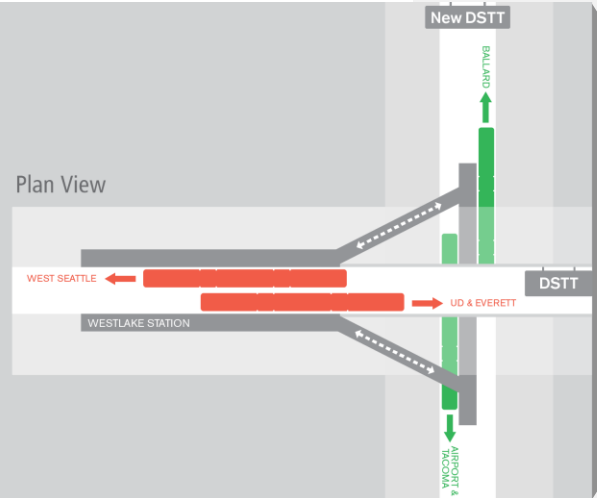 New DSTT
BALLARD
Plan View
WEST SEATTLE
DSTT
UD & EVERETT
WESTLAKE STATION
AIRPORT &
TACOMA